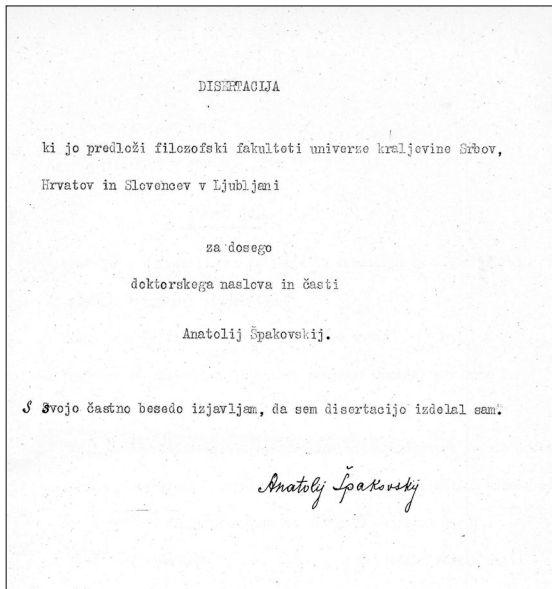 DISERTACIJA
ki jo predloži filozofski fakulteti univerze kraljevine Srbov,
Hrvatov in Slovencev v Ljubljani
za dosego
doktorskega naslova in časti
Anatolij Špakovskij.
S svojo častno besedo izjavljam, da sem disertacijo izdelal sam.
Anatolij Špakovskij